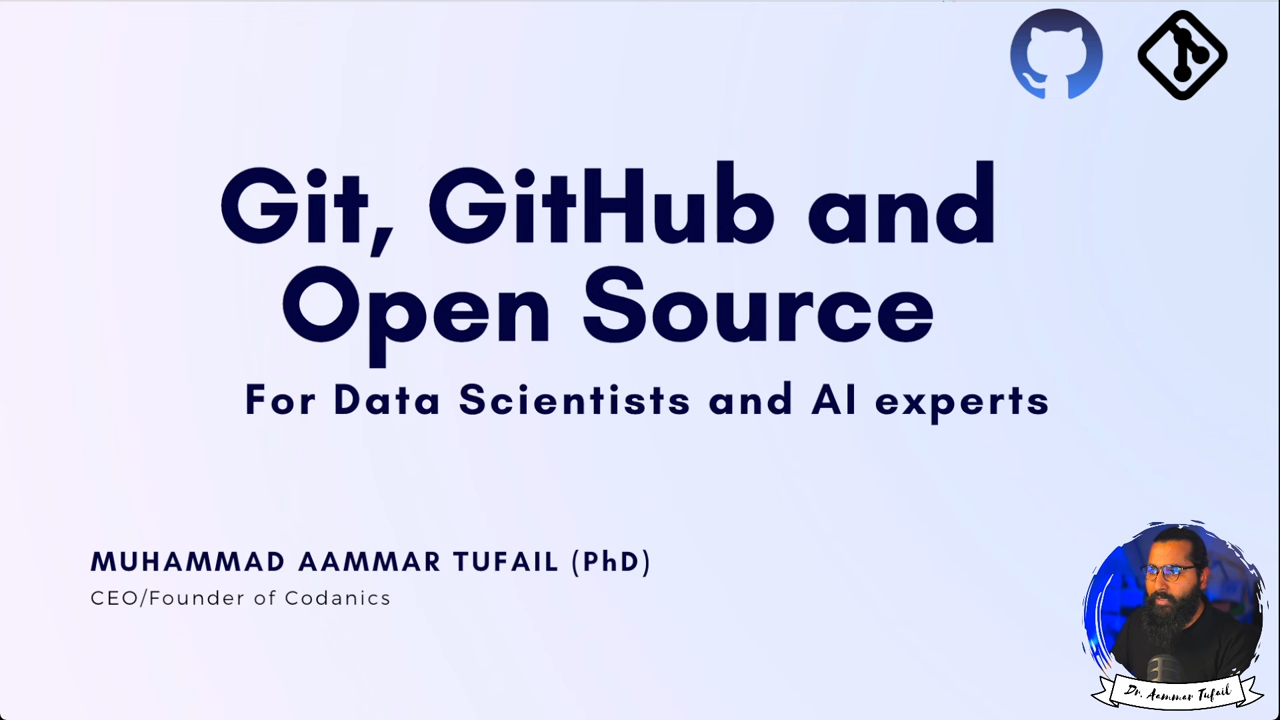 Git, GitHub and
Open Source
For Data Scientists and AI experts
MUHAMMAD AAMMAR TUFAIL (PhD)
CEO/Founder of Codanics
Dr. Aammar Tufail